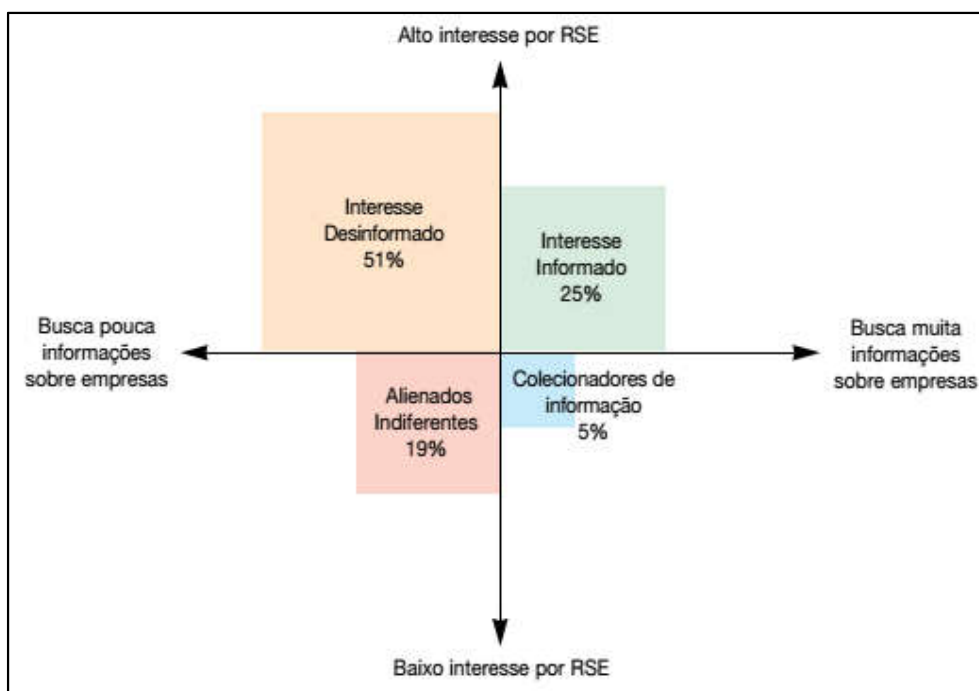 Alto interesse por RSE
Interesse
Desinformado
51%
Interesse
Informado
25%
Busca pouca
informações
sobre empresas
Busca muita
informações
sobre empresas
Alienados
Indiferentes
19%
Colecionadores de
informação
5%
Baixo interesse por RSE